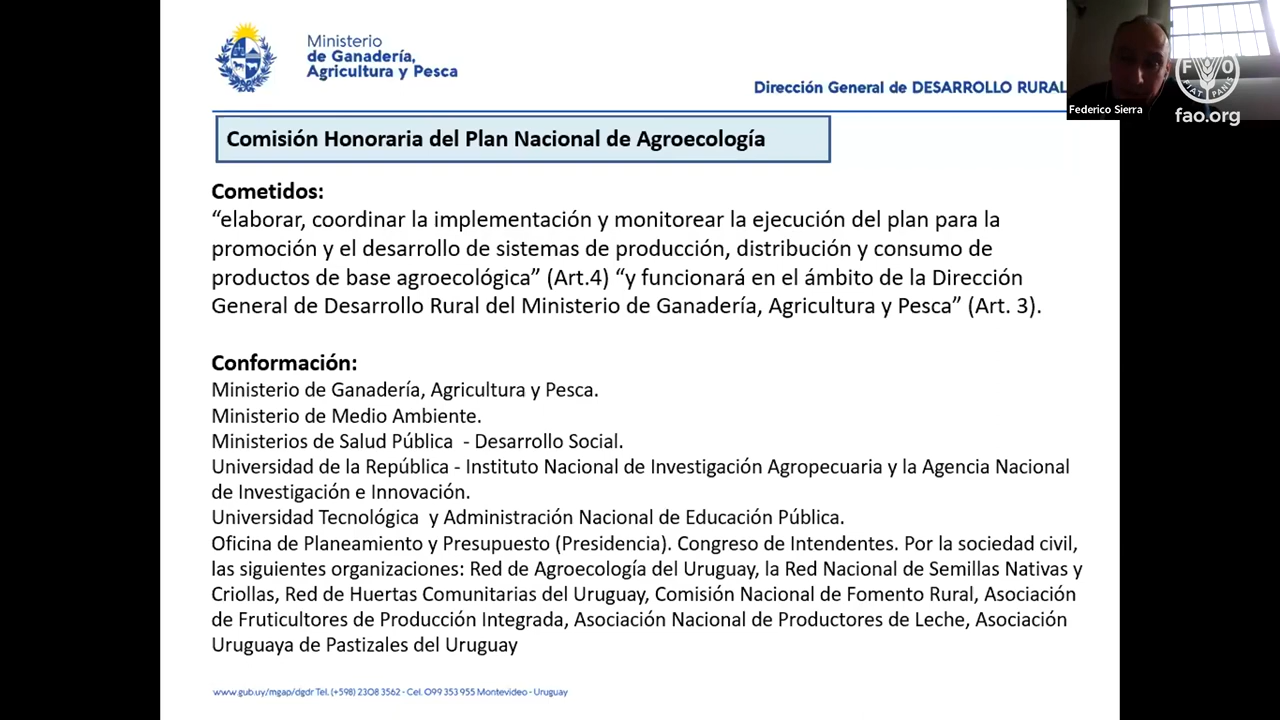 Ministerio
de Ganadería,
Agricultura y Pesca
Dirección General de DESARROLLO RURAL
Federico Sierra
FAO
FIAT PANIS
fao.org
Comisión Honoraria del Plan Nacional de Agroecología
Cometidos:
“elaborar, coordinar la implementación y monitorear la ejecución del plan para la
promoción y el desarrollo de sistemas de producción, distribución y consumo de
productos de base agroecológica” (Art.4) “y funcionará en el ámbito de la Dirección
General de Desarrollo Rural del Ministerio de Ganadería, Agricultura y Pesca” (Art. 3).
Conformación:
Ministerio de Ganadería, Agricultura y Pesca.
Ministerio de Medio Ambiente.
Ministerios de Salud Pública - Desarrollo Social.
Universidad de la República - Instituto Nacional de Investigación Agropecuaria y la Agencia Nacional
de Investigación e Innovación.
Universidad Tecnológica y Administración Nacional de Educación Pública.
Oficina de Planeamiento y Presupuesto (Presidencia). Congreso de Intendentes. Por la sociedad civil,
las siguientes organizaciones: Red de Agroecología del Uruguay, la Red Nacional de Semillas Nativas y
Criollas, Red de Huertas Comunitarias del Uruguay, Comisión Nacional de Fomento Rural, Asociación
de Fruticultores de Producción Integrada, Asociación Nacional de Productores de Leche, Asociación
Uruguaya de Pastizales del Uruguay
www.gub.uy/mgap/dgdr Tel. (+598) 2308 3562 - Cel. 099 353 955 Montevideo - Uruguay